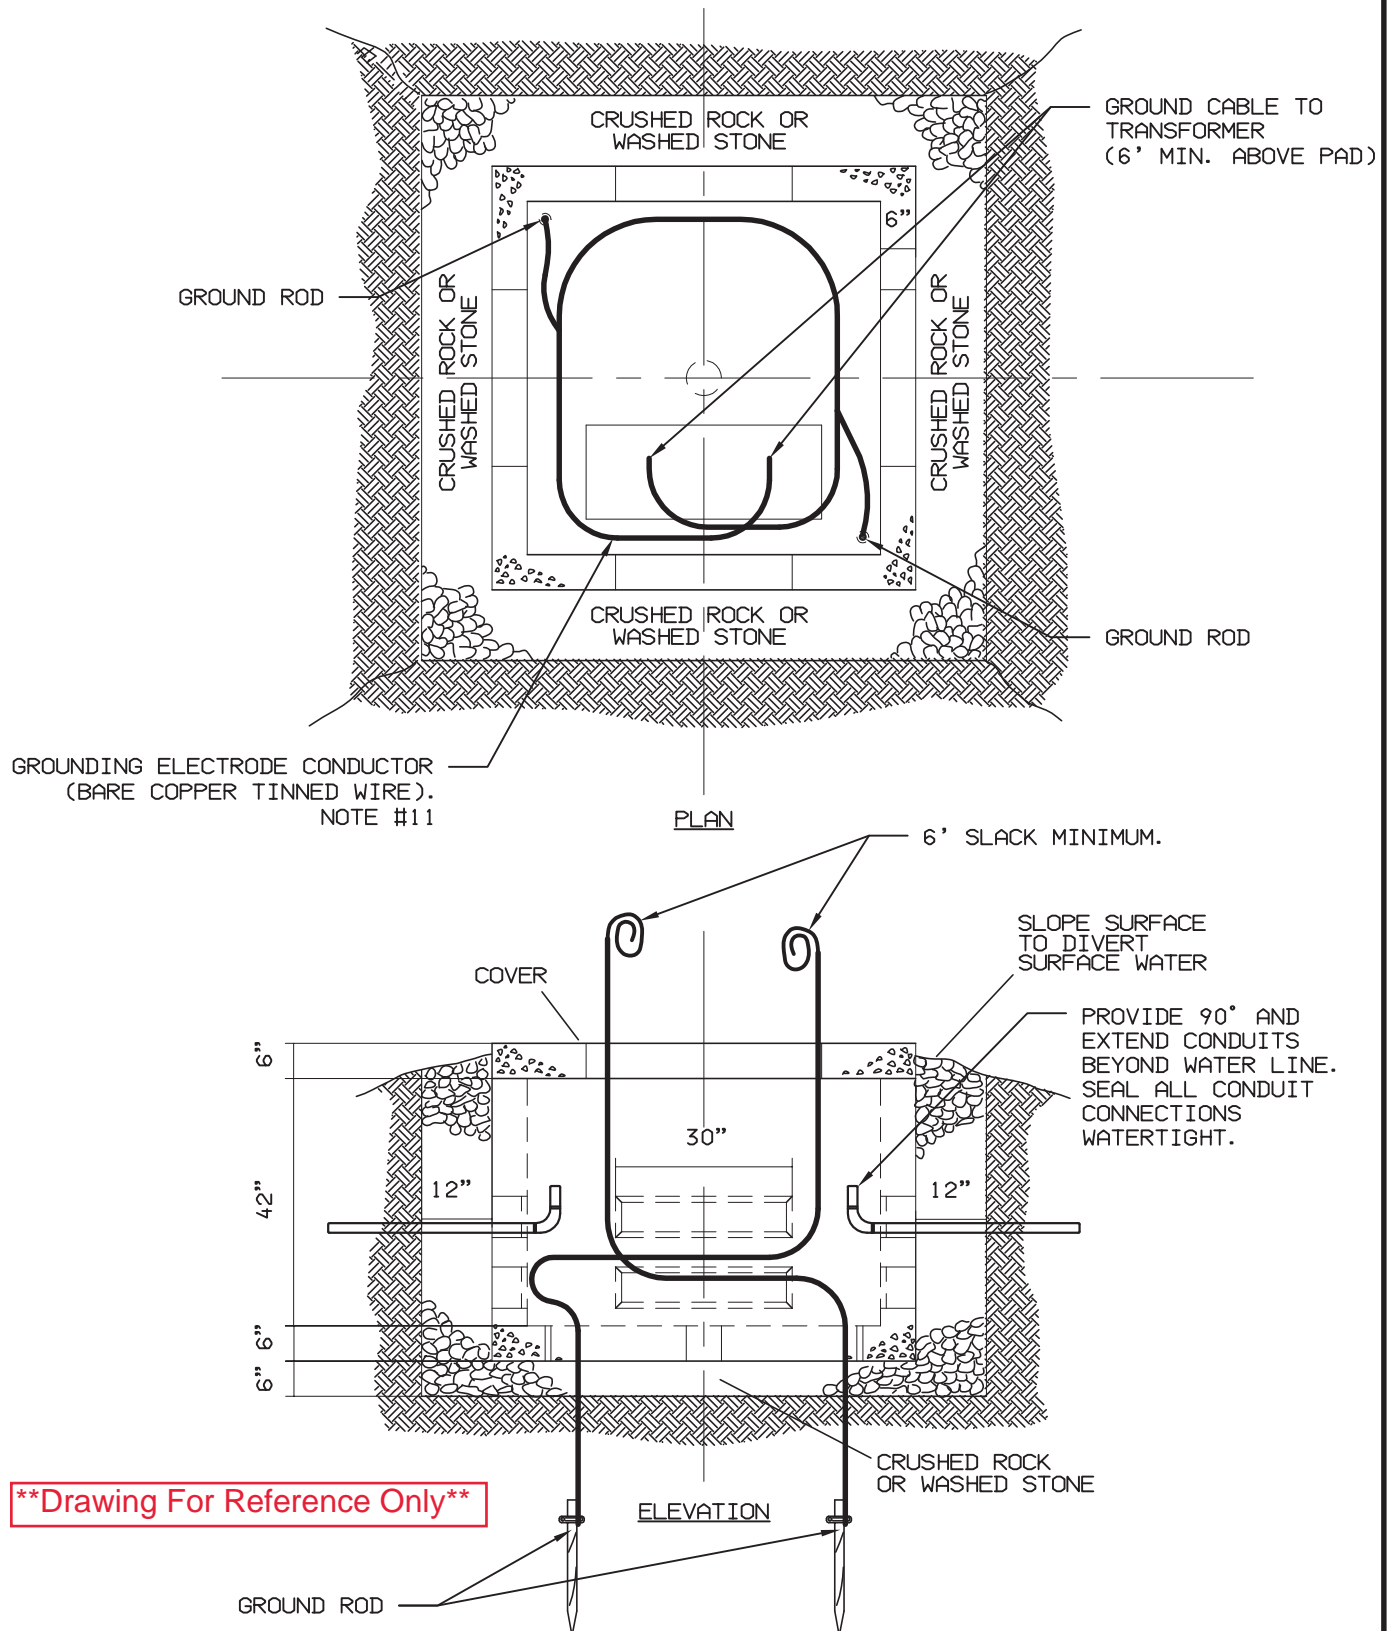 CRUSHED ROCK OR
WASHED STONE
GROUND CABLE TO
TRANSFORMER
(6' MIN. ABOVE PAD)
6"
GROUND ROD
CRUSHED ROCK OR
WASHED STONE
CRUSHED ROCK OR
WASHED STONE
CRUSHED ROCK OR
WASHED STONE
GROUND ROD
GROUNDING ELECTRODE CONDUCTOR
(BARE COPPER TINNED WIRE).
NOTE #11
PLAN
6' SLACK MINIMUM.
SLOPE SURFACE
TO DIVERT
SURFACE WATER
COVER
PROVIDE 90° AND
EXTEND CONDUITS
BEYOND WATER LINE.
SEAL ALL CONDUIT
CONNECTIONS
WATERTIGHT.
6"
30"
42"
12"
12"
6"
6"
CRUSHED ROCK
OR WASHED STONE
**Drawing For Reference Only**
ELEVATION
GROUND ROD